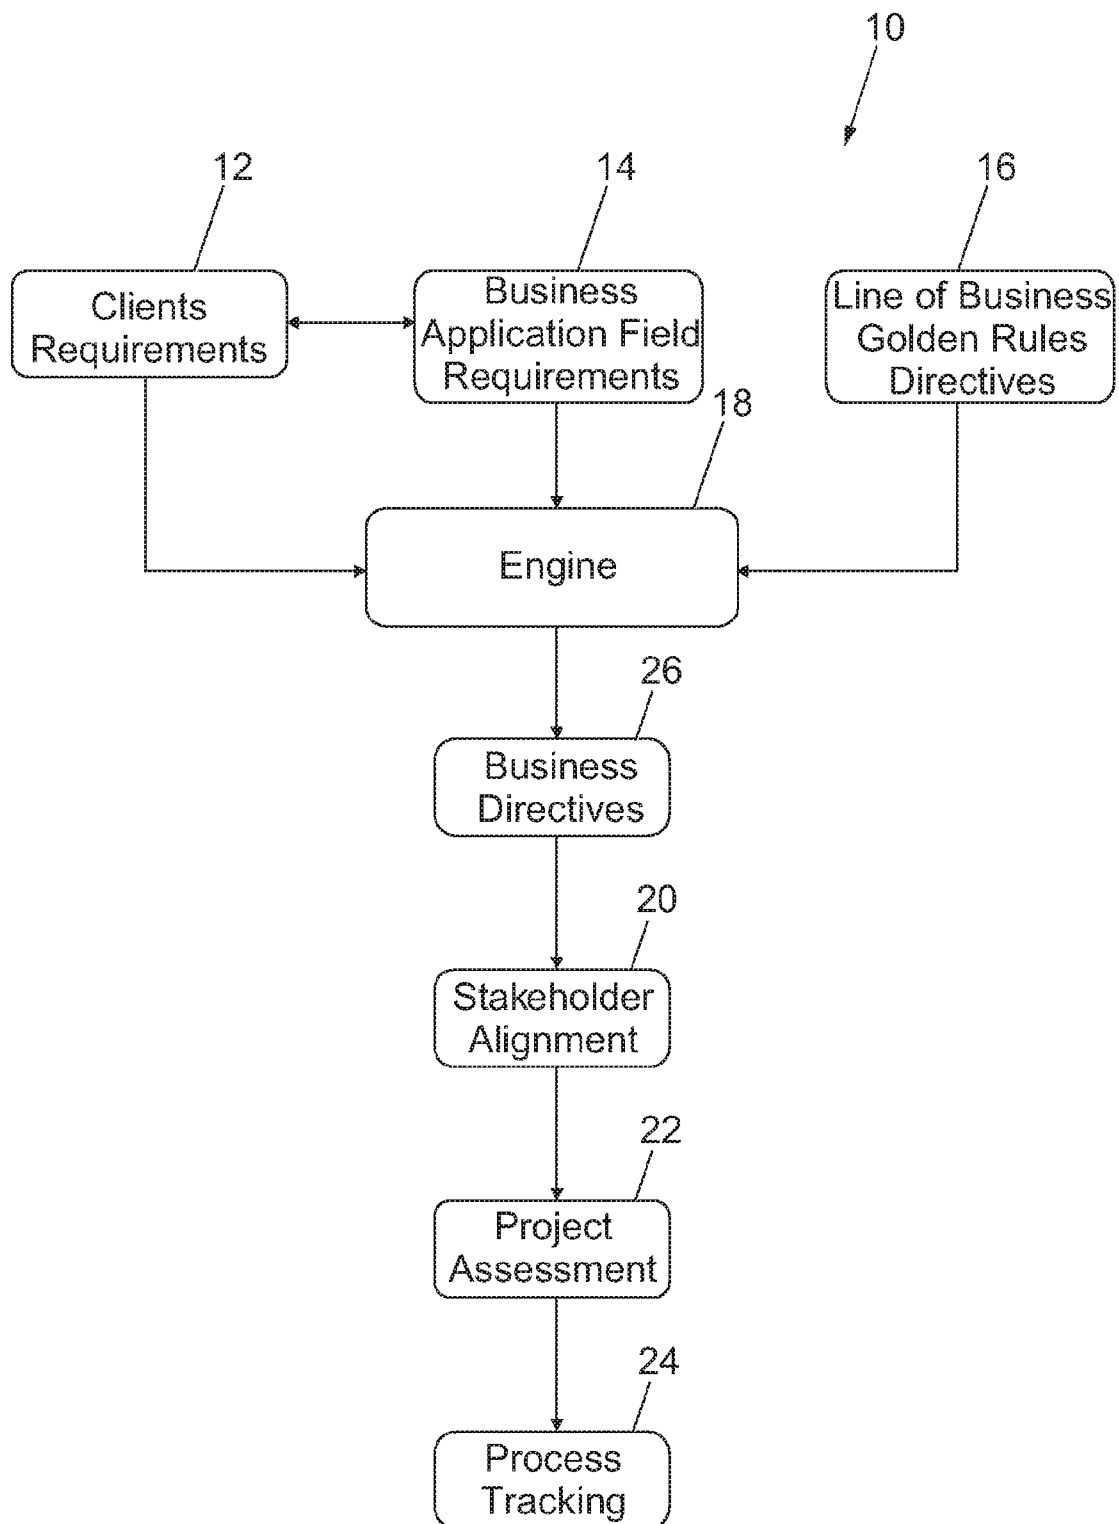 10
12
14
16
Clients
Requirements
Business
Application Field
Requirements
Line of Business
Golden Rules
Directives
18
Engine
26
Business
Directives
20
Stakeholder
Alignment
22
Project
Assessment
24
Process
Tracking